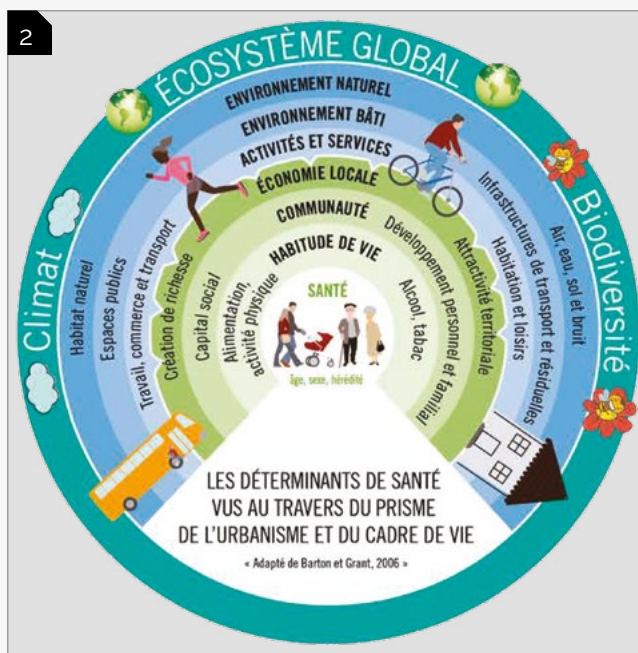 2
ÉCOSYSTÈME GLOBAL
Climat
Biodiversité
ENVIRONNEMENT NATUREL
Habitat naturel
Air, eau, sol et bruit
ENVIRONNEMENT BÂTI
Espaces publics
Infrastructures de transport et résiduelles
ACTIVITÉS ET SERVICES
Travail, commerce et transport
Habitation et loisirs
ÉCONOMIE LOCALE
Création de richesse
Attractivité territoriale
COMMUNAUTÉ
Capital social
Développement personnel et familial
HABITUDE DE VIE
Alimentation,
activité physique
Alcool, tabac
SANTÉ
âge, sexe, hérédité
LES DÉTERMINANTS DE SANTÉ
VUS AU TRAVERS DU PRISME
DE L'URBANISME ET DU CADRE DE VIE
« Adapté de Barton et Grant, 2006 »